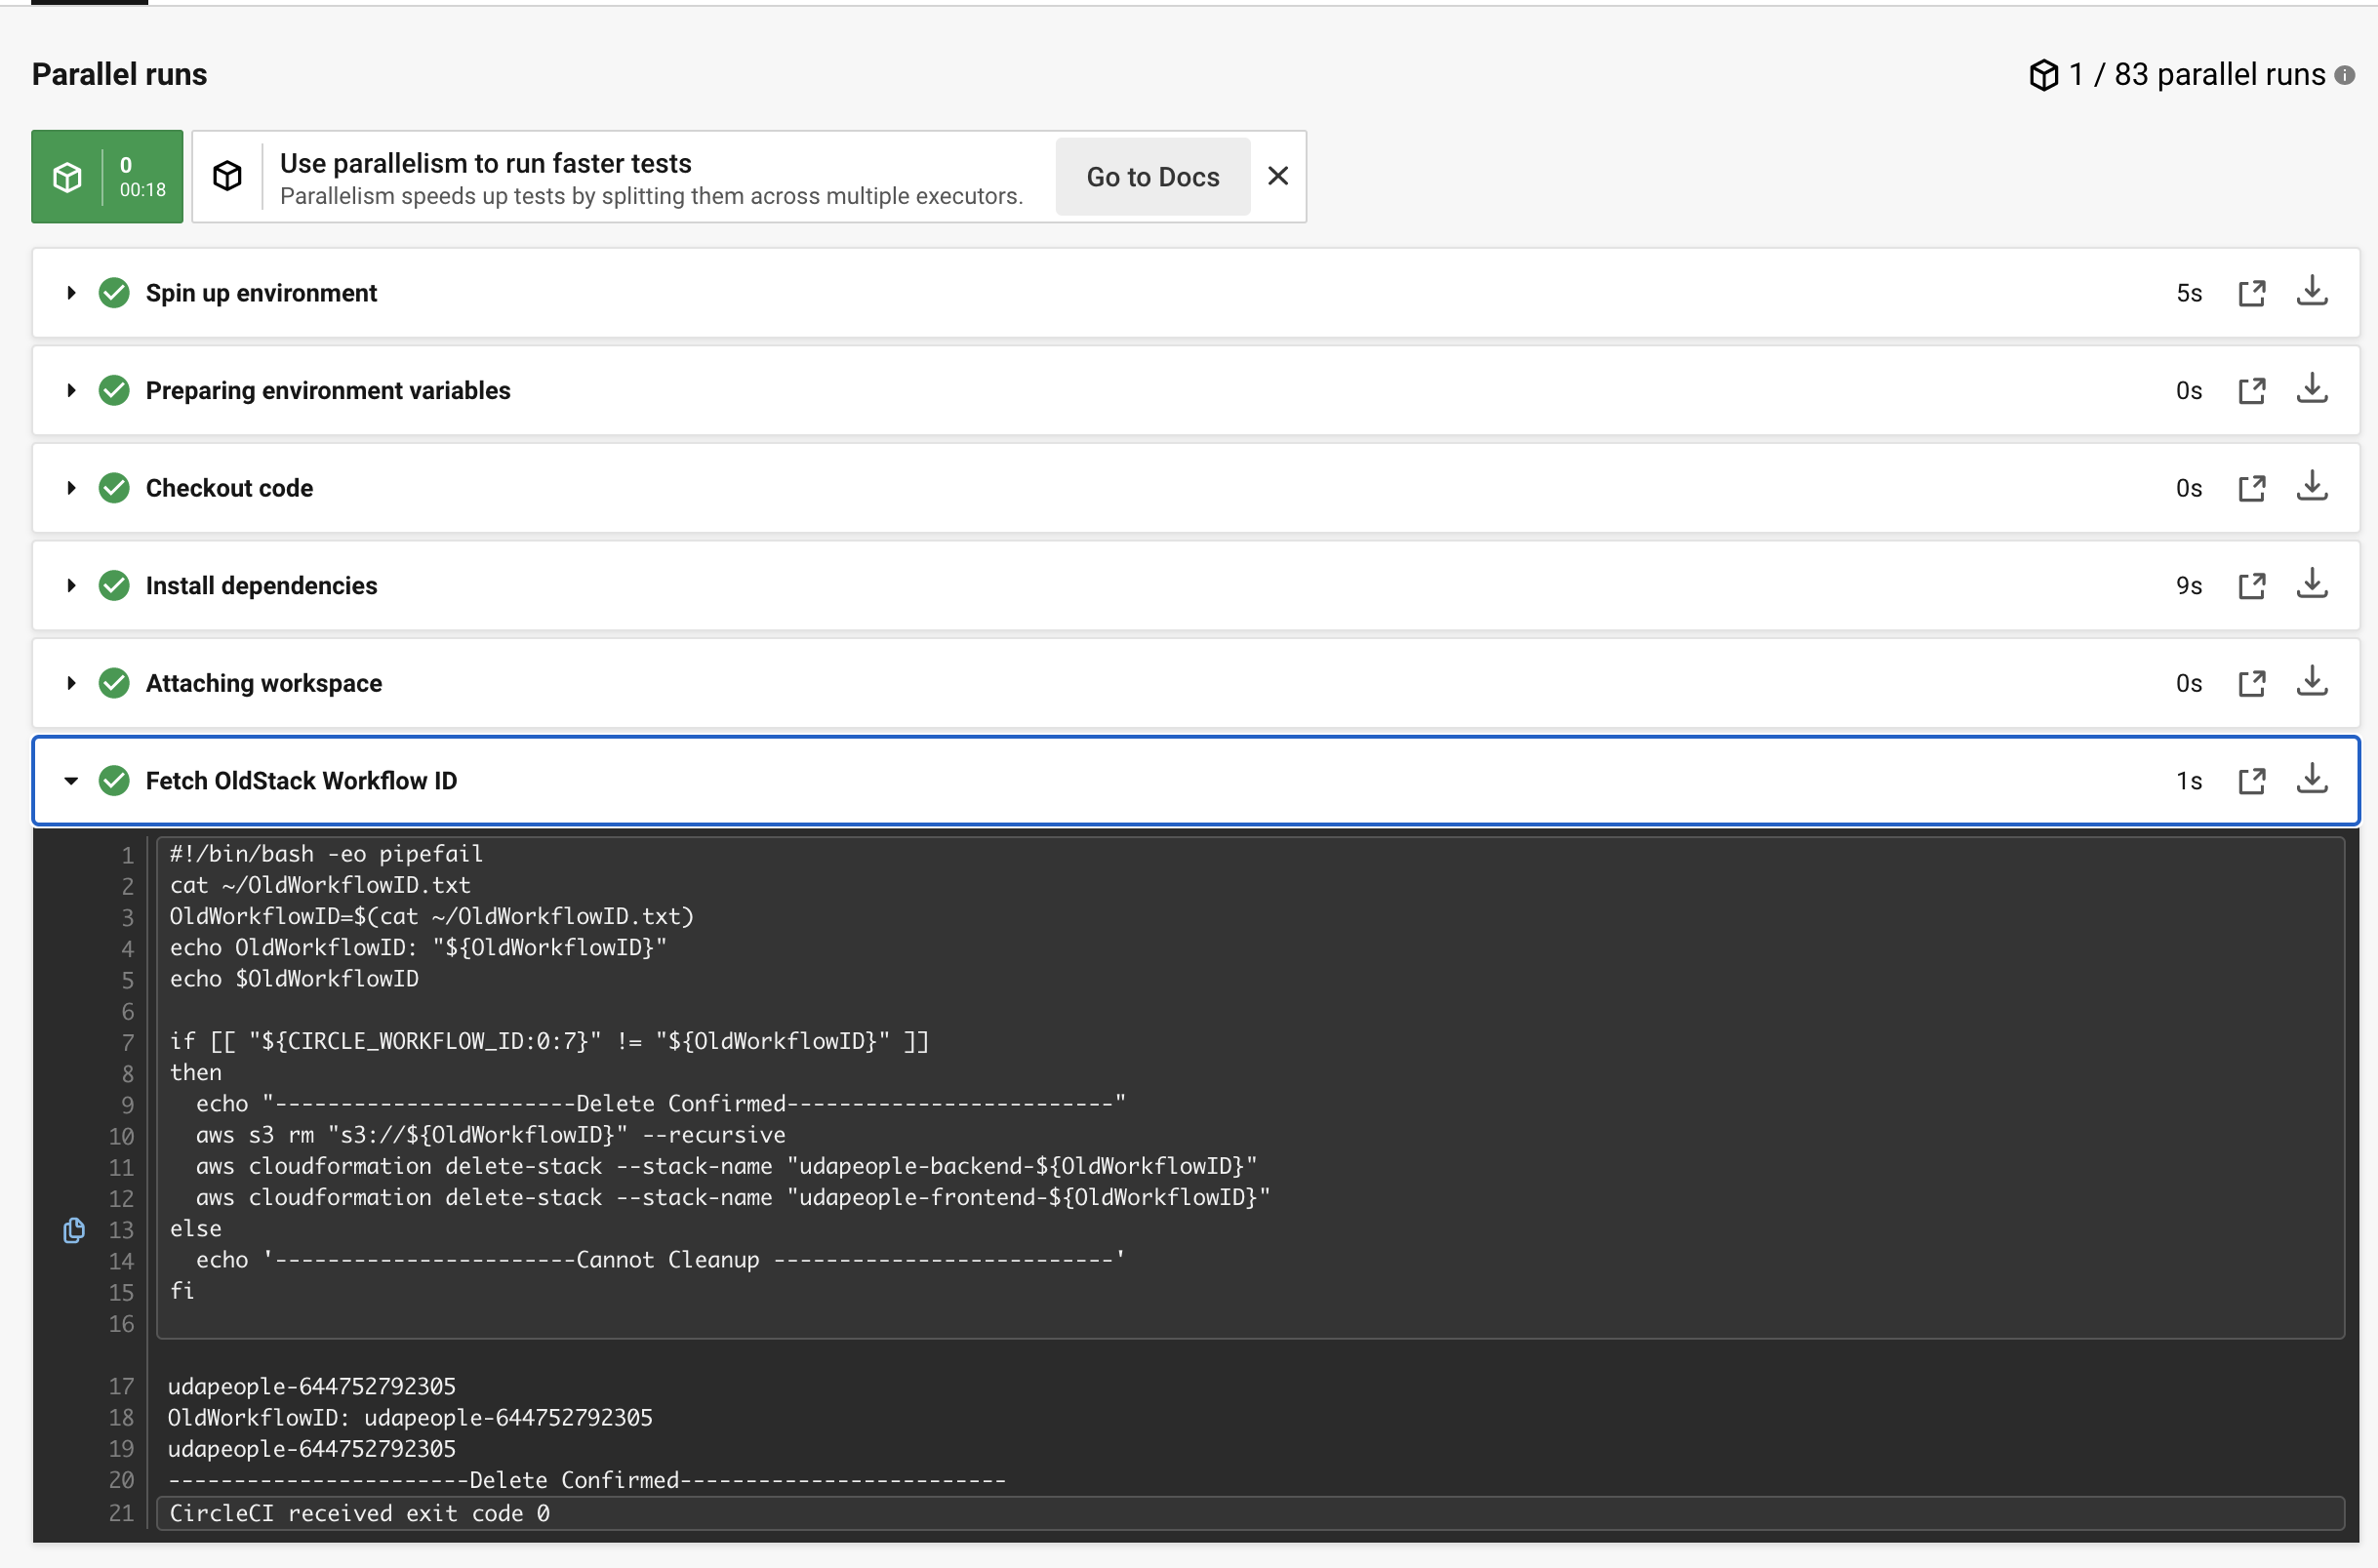 Parallel runs
1 / 83 parallel runs
0
00:18
Use parallelism to run faster tests
Parallelism speeds up tests by splitting them across multiple executors.
Go to Docs
Spin up environment 5s
Preparing environment variables 0s
Checkout code 0s
Install dependencies 9s
Attaching workspace 0s
Fetch OldStack Workflow ID 1s
1 #!/bin/bash -eo pipefail
2 cat ~/OldWorkflowID.txt
3 OldWorkflowID=$(cat ~/OldWorkflowID.txt)
4 echo OldWorkflowID: "${OldWorkflowID}"
5 echo $OldWorkflowID
6
7 if [[ "${CIRCLE_WORKFLOW_ID:0:7}" != "${OldWorkflowID}" ]]
8 then
9   echo "-----------------------Delete Confirmed-------------------------"
10   aws s3 rm "s3://${OldWorkflowID}" --recursive
11   aws cloudformation delete-stack --stack-name "udapeople-backend-${OldWorkflowID}"
12   aws cloudformation delete-stack --stack-name "udapeople-frontend-${OldWorkflowID}"
13 else
14   echo '-----------------------Cannot Cleanup --------------------------'
15 fi
16
17 udapeople-644752792305
18 OldWorkflowID: udapeople-644752792305
19 udapeople-644752792305
20 -----------------------Delete Confirmed-------------------------
21 CircleCI received exit code 0